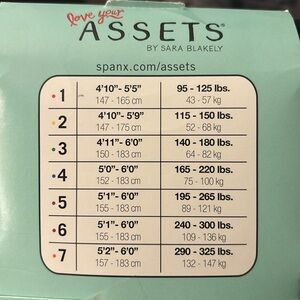 love your
ASSETS®
BY SARA BLAKELY
spanx.com/assets
1 4'10"- 5'5" 95 - 125 lbs.
147 - 165 cm 43 - 57 kg
2 4'10"- 5'9" 115 - 150 lbs.
147 - 175 cm 52 - 68 kg
3 4'11"- 6'0" 140 - 180 lbs.
150 - 183 cm 64 - 82 kg
4 5'0"- 6'0" 165 - 220 lbs.
152 - 183 cm 75 - 100 kg
5 5'1"- 6'0" 195 - 265 lbs.
155 - 183 cm 89 - 121 kg
6 5'1"- 6'0" 240 - 300 lbs.
155 - 183 cm 109 - 136 kg
7 5'2"- 6'0" 290 - 325 lbs.
157 - 183 cm 132 - 147 kg